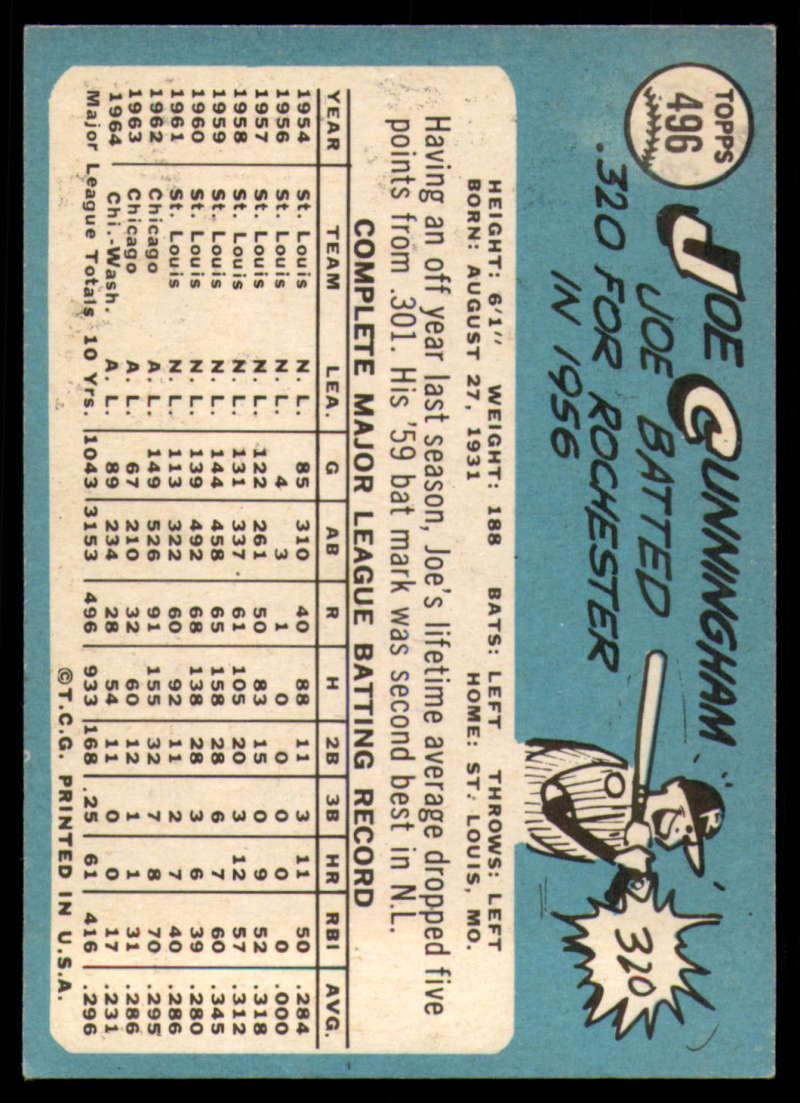 TOPPS
496
JOE CUNNINGHAM
JOE BATTED
.320 FOR ROCHESTER
IN 1956
320
HEIGHT: 6'1" WEIGHT: 188 BATS: LEFT THROWS: LEFT
BORN: AUGUST 27, 1931 HOME: ST. LOUIS, MO.
Having an off year last season, Joe's lifetime average dropped five
points from .301. His '59 bat mark was second best in N.L.
COMPLETE MAJOR LEAGUE BATTING RECORD
YEAR TEAM LEA. G AB R H 2B 3B HR RBI AVG.
1954 St. Louis N. L. 85 310 40 88 11 3 11 50 .284
1956 St. Louis N. L. 4 3 1 0 0 0 0 0 .000
1957 St. Louis N. L. 122 261 50 83 15 0 9 52 .318
1958 St. Louis N. L. 131 337 61 105 20 3 12 57 .312
1959 St. Louis N. L. 144 458 65 158 28 6 7 60 .345
1960 St. Louis N. L. 139 492 68 138 28 3 6 39 .280
1961 St. Louis N. L. 113 322 60 92 11 2 7 40 .286
1962 Chicago A. L. 149 526 91 155 32 7 8 70 .295
1963 Chicago A. L. 67 210 32 60 12 1 1 31 .286
1964 Chi.-Wash. A. L. 89 234 28 54 11 0 0 17 .231
Major League Totals 10 Yrs. 1043 3153 496 933 168 .25 61 416 .296
©T.C.G. PRINTED IN U.S.A.